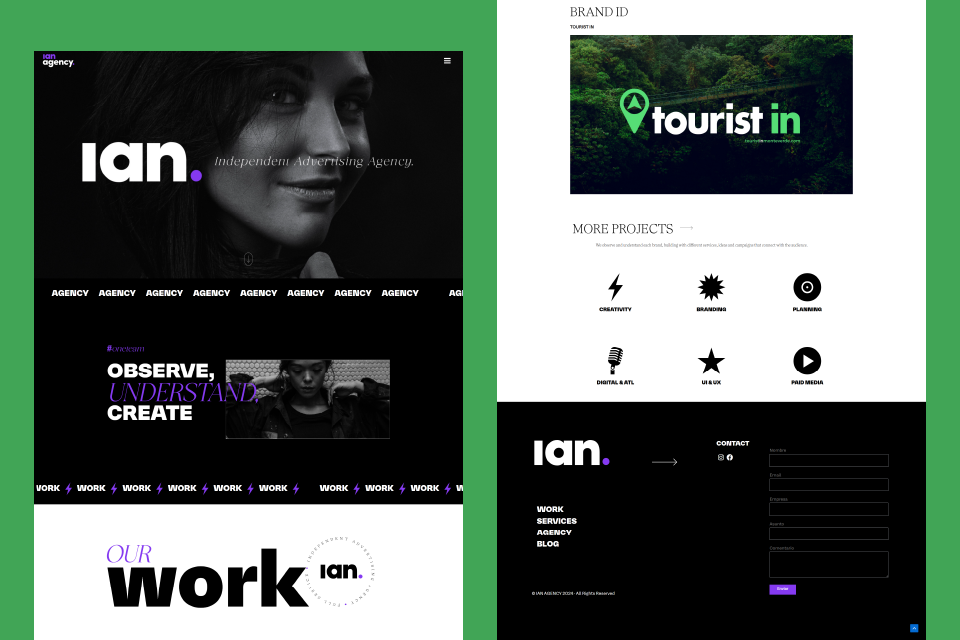 ian
agency.
ian.
Independent Advertising Agency.
AGENCY AGENCY AGENCY AGENCY AGENCY AGENCY AGENCY AGENCY AG
#oneteam
OBSERVE,
UNDERSTAND,
CREATE
WORK WORK WORK WORK WORK WORK WORK WORK WORK W
OUR
work
INDEPENDENT ADVERTISING AGENCY • FULL SERVICE •
ian.
BRAND ID
TOURIST IN
tourist in
touristinmonteverde.com
MORE PROJECTS
We observe and understand each brand, building with different services, ideas and campaigns that connect with the audience.
CREATIVITY
BRANDING
PLANNING
DIGITAL & ATL
UI & UX
PAID MEDIA
ian.
CONTACT
WORK
SERVICES
AGENCY
BLOG
Nombre
Email
Empresa
Asunto
Comentario
Enviar
© IAN AGENCY 2024 · All Rights Reserved